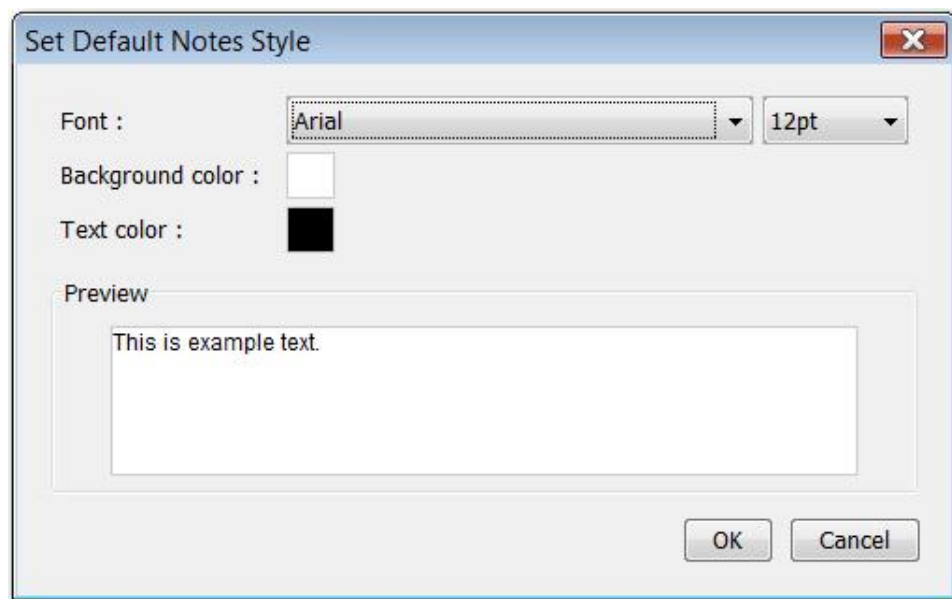 Set Default Notes Style
Font : Arial 12pt
Background color :
Text color :
Preview
This is example text.
OK Cancel